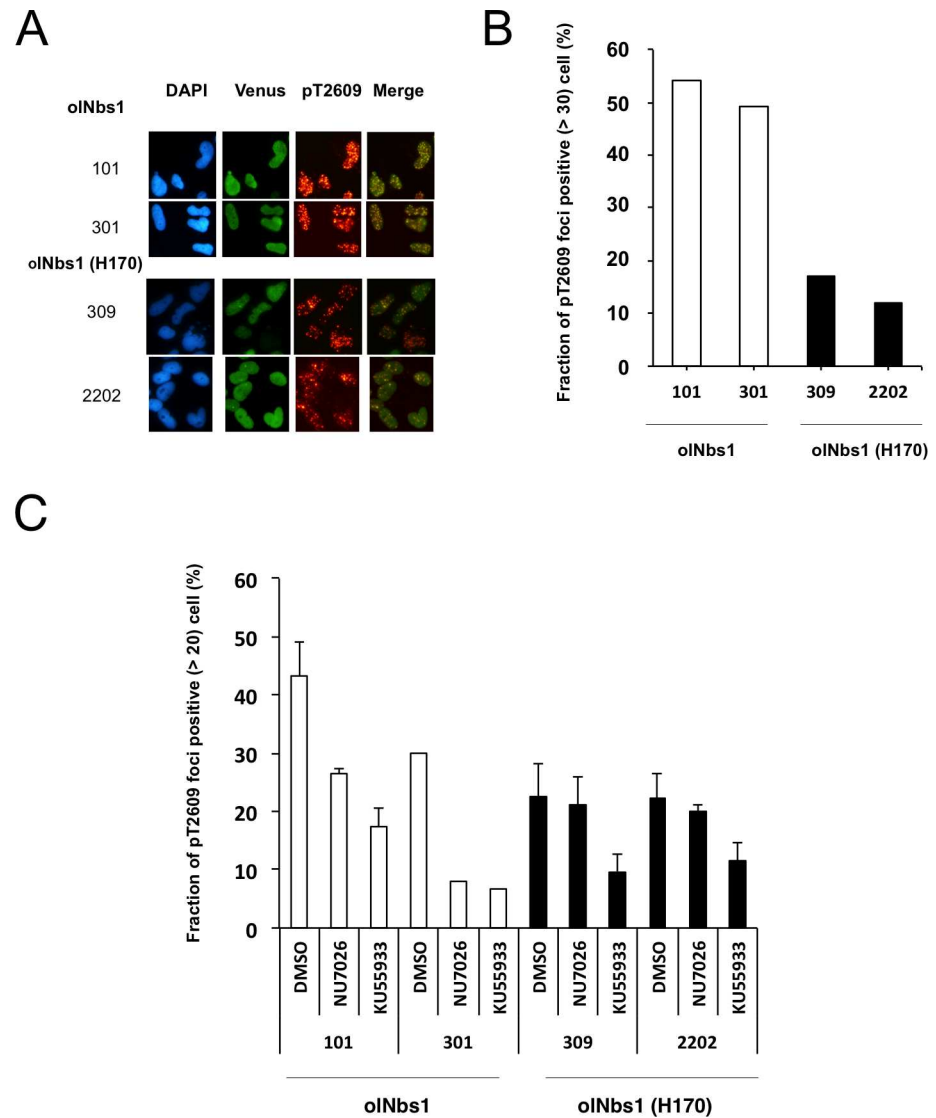 A
DAPI Venus pT2609 Merge
olNbs1
101
301
olNbs1 (H170)
309
2202
B
Fraction of pT2609 foci positive (> 30) cell (%)
60
50
40
30
20
10
0
101 301 309 2202
olNbs1 olNbs1 (H170)
C
Fraction of pT2609 foci positive (> 20) cell (%)
60
50
40
30
20
10
0
DMSO NU7026 KU55933 DMSO NU7026 KU55933 DMSO NU7026 KU55933 DMSO NU7026 KU55933
101 301 309 2202
olNbs1 olNbs1 (H170)